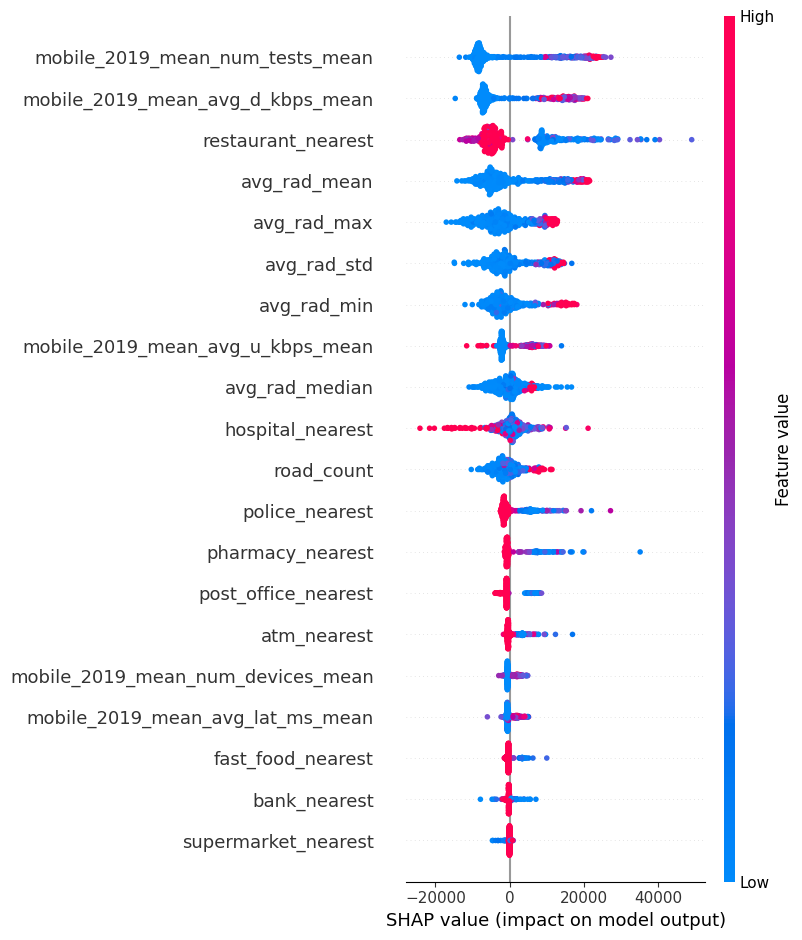 High
mobile_2019_mean_num_tests_mean
mobile_2019_mean_avg_d_kbps_mean
restaurant_nearest
avg_rad_mean
avg_rad_max
avg_rad_std
avg_rad_min
mobile_2019_mean_avg_u_kbps_mean
avg_rad_median
hospital_nearest
road_count
police_nearest
pharmacy_nearest
post_office_nearest
atm_nearest
mobile_2019_mean_num_devices_mean
mobile_2019_mean_avg_lat_ms_mean
fast_food_nearest
bank_nearest
supermarket_nearest
Feature value
Low
−20000 0 20000 40000
SHAP value (impact on model output)